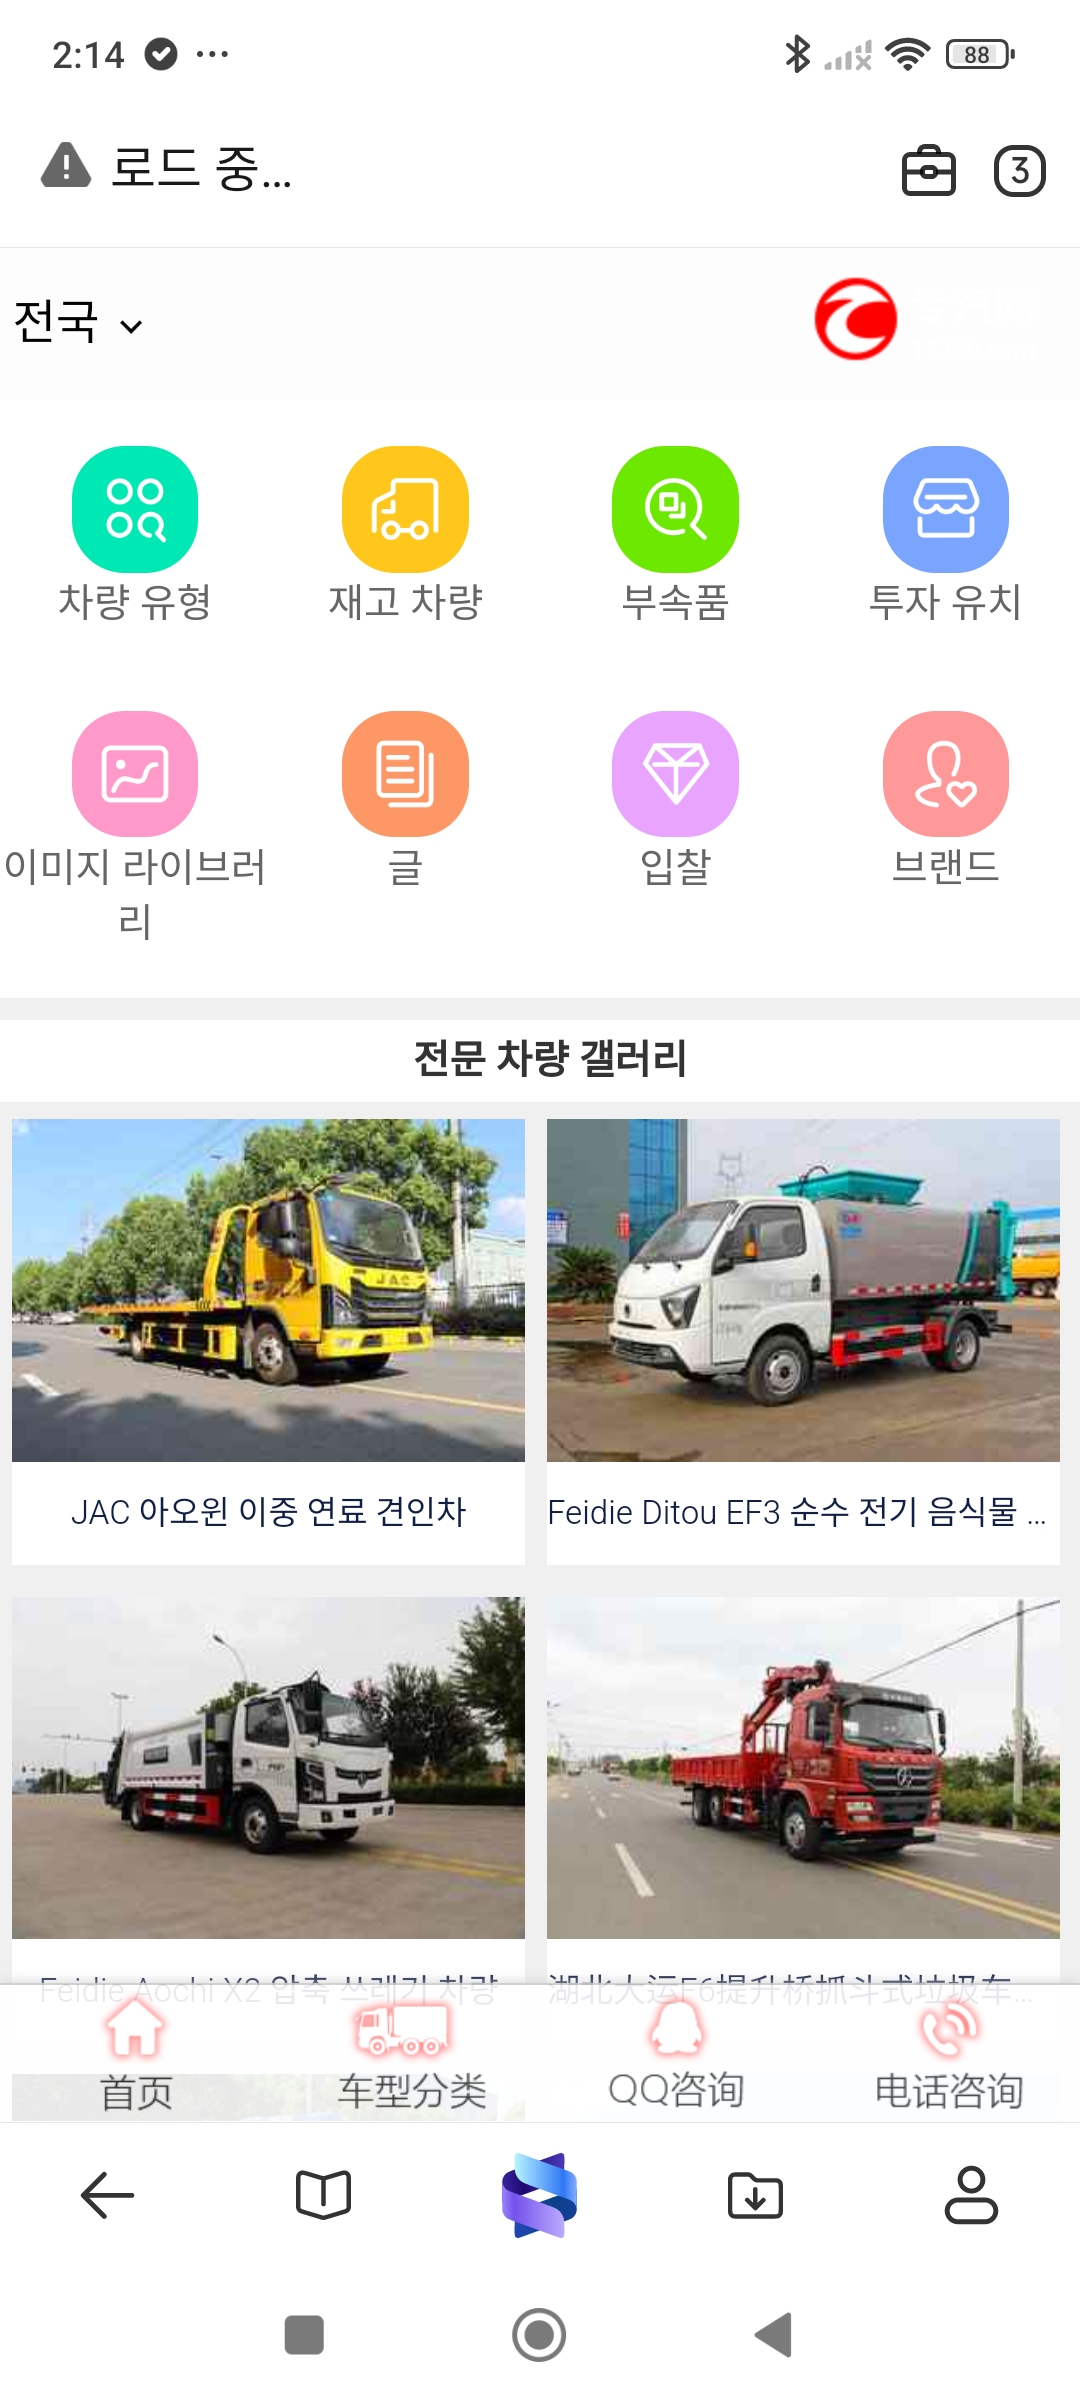 2:14
88
로드 중...
3
전국
차량 유형
재고 차량
부속품
투자 유치
이미지 라이브러
리
글
입찰
브랜드
전문 차량 갤러리
JAC
JAC 아오윈 이중 연료 견인차
Feidie Ditou EF3 순수 전기 음식물 ...
Feidie Aochi X2 압축 쓰레기 차량
湖北大运F6提升桥抓斗式垃圾车...
首页
车型分类
QQ咨询
电话咨询